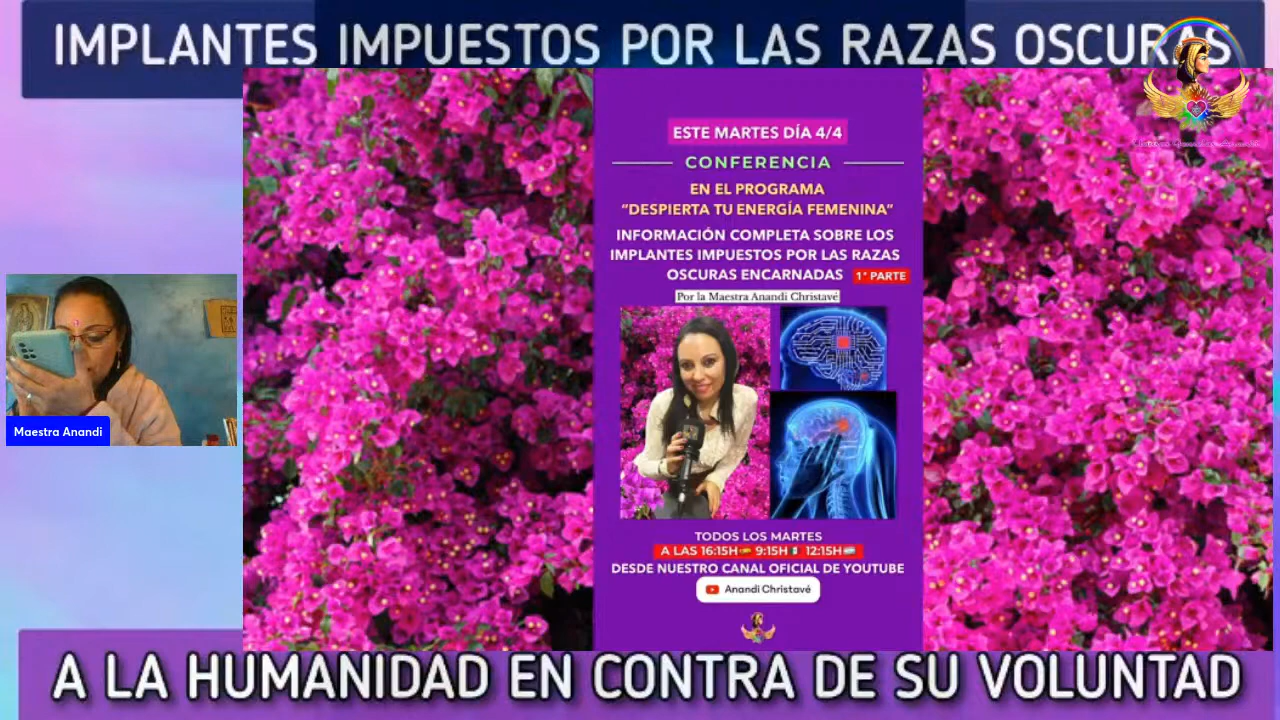 IMPLANTES IMPUESTOS POR LAS RAZAS OSCURAS
ESTE MARTES DÍA 4/4
CONFERENCIA
EN EL PROGRAMA
“DESPIERTA TU ENERGÍA FEMENINA”
INFORMACIÓN COMPLETA SOBRE LOS
IMPLANTES IMPUESTOS POR LAS RAZAS
OSCURAS ENCARNADAS 1ª PARTE
Por la Maestra Anandi Christavé
Maestra Anandi
TODOS LOS MARTES
A LAS 16:15H 9:15H 12:15H
DESDE NUESTRO CANAL OFICIAL DE YOUTUBE
Anandi Christavé
A LA HUMANIDAD EN CONTRA DE SU VOLUNTAD